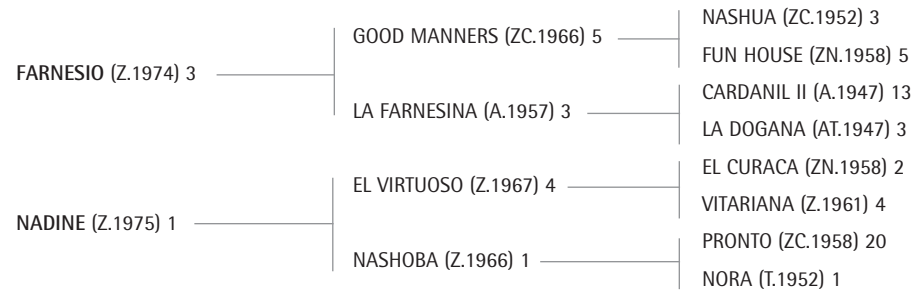 NASHUA (ZC.1952) 3
GOOD MANNERS (ZC.1966) 5
FUN HOUSE (ZN.1958) 5
FARNESIO (Z.1974) 3
CARDANIL II (A.1947) 13
LA FARNESINA (A.1957) 3
LA DOGANA (AT.1947) 3
EL CURACA (ZN.1958) 2
EL VIRTUOSO (Z.1967) 4
VITARIANA (Z.1961) 4
NADINE (Z.1975) 1
PRONTO (ZC.1958) 20
NASHOBA (Z.1966) 1
NORA (T.1952) 1